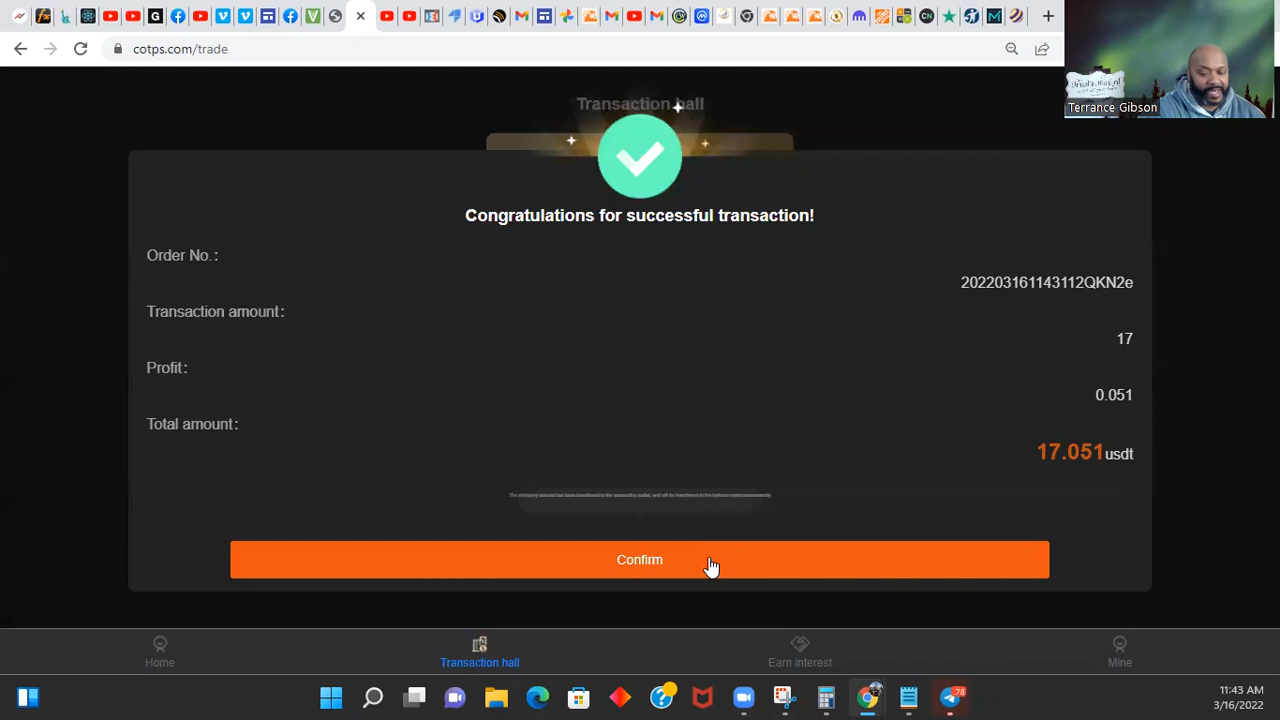 cotps.com/trade
Terrance Gibson
Transaction hall
Congratulations for successful transaction!
Order No.:
202203161143112QKN2e
Transaction amount:
17
Profit:
0.051
Total amount:
17.051usdt
Confirm
Home
Transaction hall
Earn interest
Mine
78
11:43 AM
3/16/2022